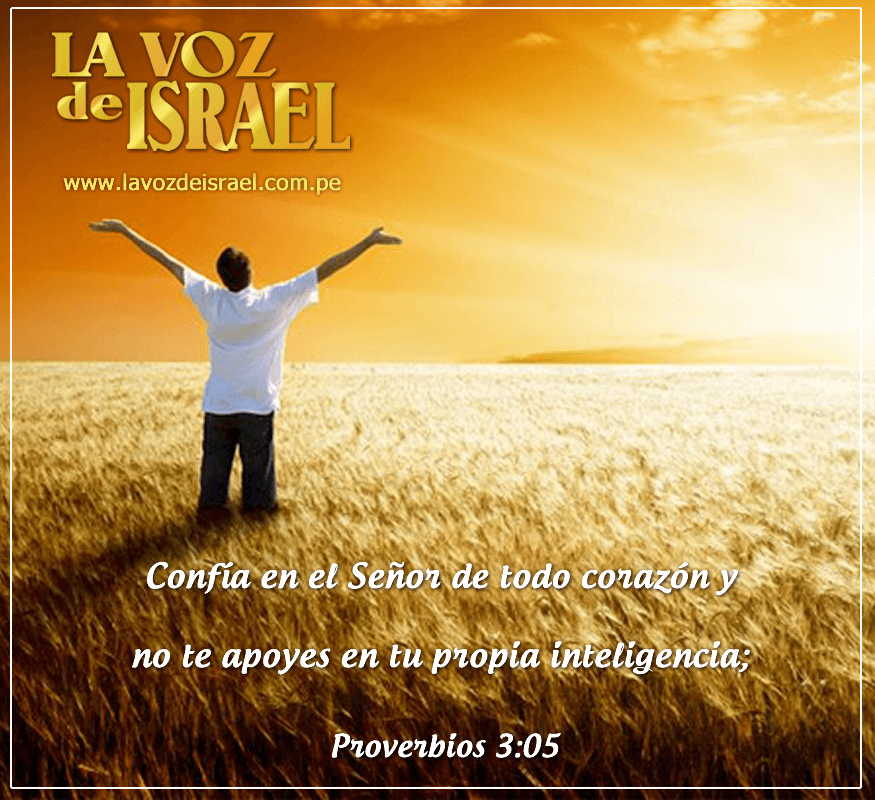 LA VOZ
de ISRAEL
www.lavozdeisrael.com.pe
Confía en el Señor de todo corazón y
no te apoyes en tu propia inteligencia;
Proverbios 3:05